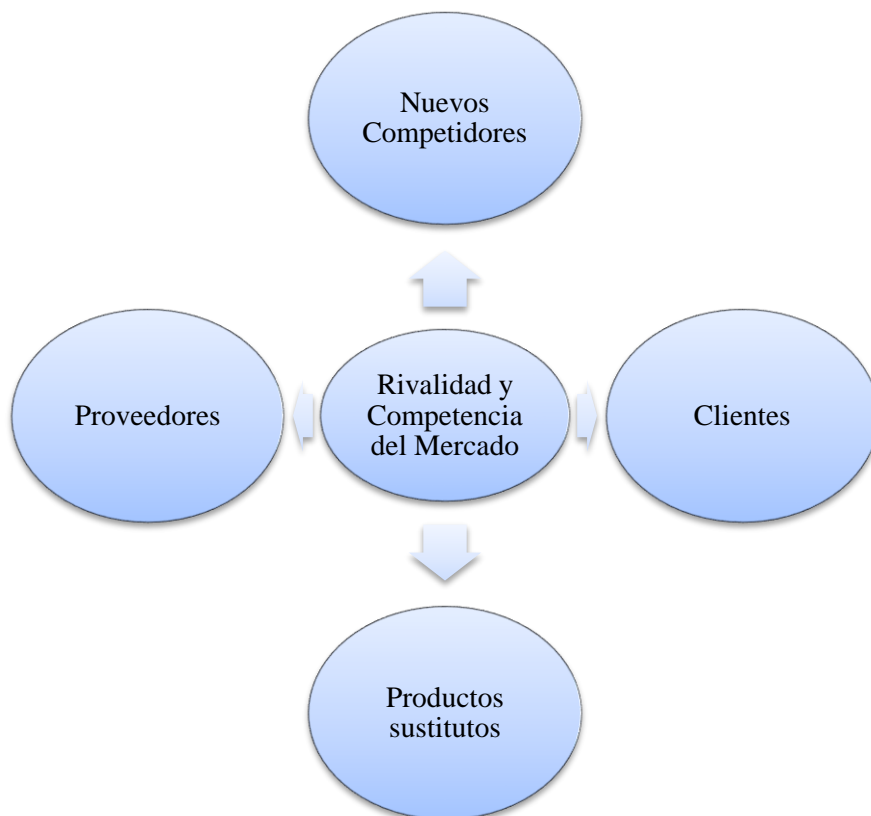 Nuevos
Competidores
Proveedores
Rivalidad y
Competencia
del Mercado
Clientes
Productos
sustitutos